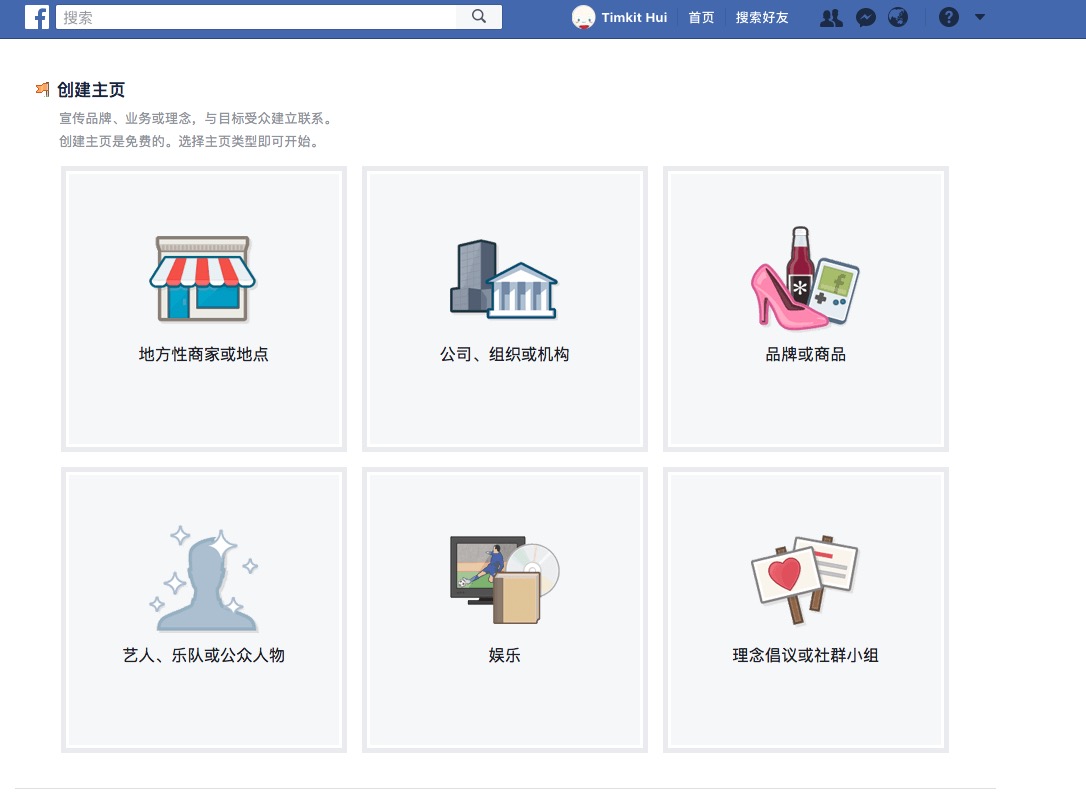 搜索
Timkit Hui
首页
搜索好友
创建主页
宣传品牌、业务或理念，与目标受众建立联系。
创建主页是免费的。选择主页类型即可开始。
地方性商家或地点
公司、组织或机构
品牌或商品
艺人、乐队或公众人物
娱乐
理念倡议或社群小组